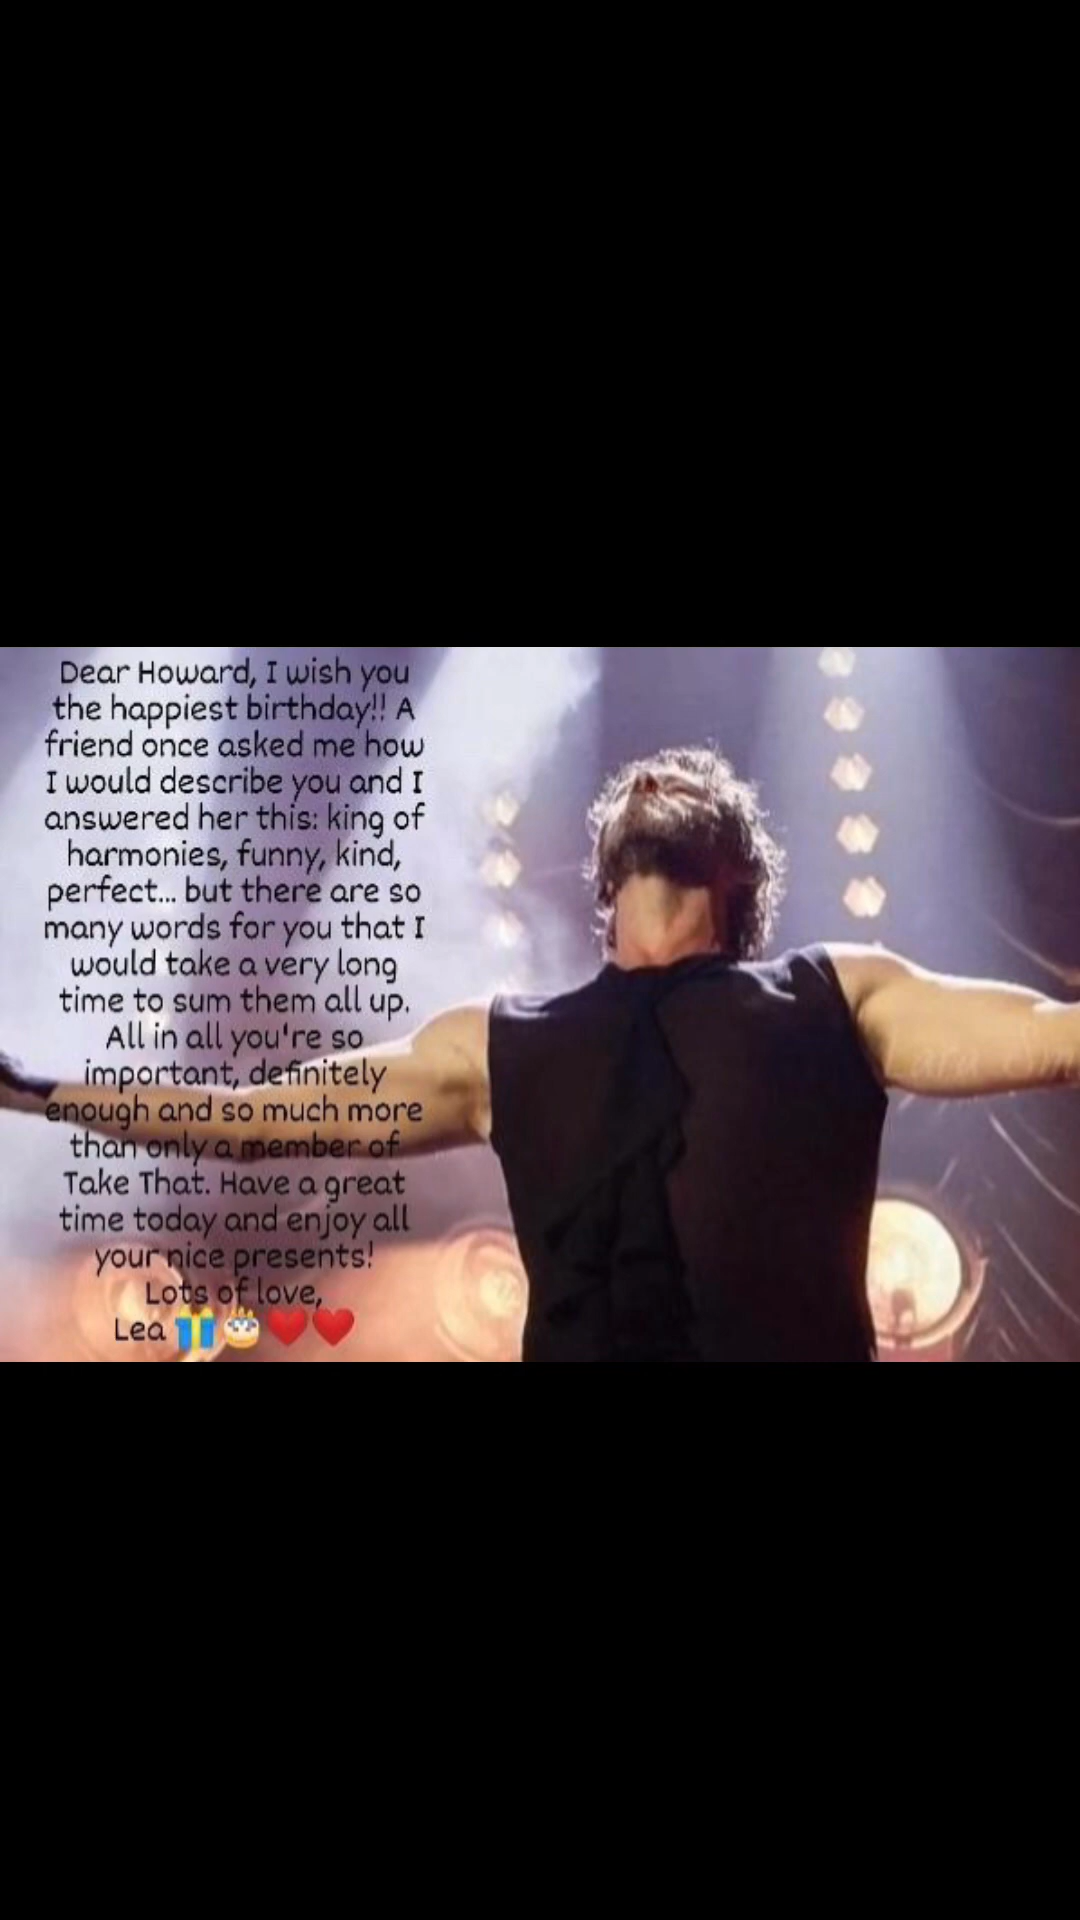 Dear Howard, I wish you
the happiest birthday!! A
friend once asked me how
I would describe you and I
answered her this: king of
harmonies, funny, kind,
perfect... but there are so
many words for you that I
would take a very long
time to sum them all up.
All in all you're so
important, definitely
enough and so much more
than only a member of
Take That. Have a great
time today and enjoy all
your nice presents!
Lots of love,
Lea 🎁🎂❤️❤️